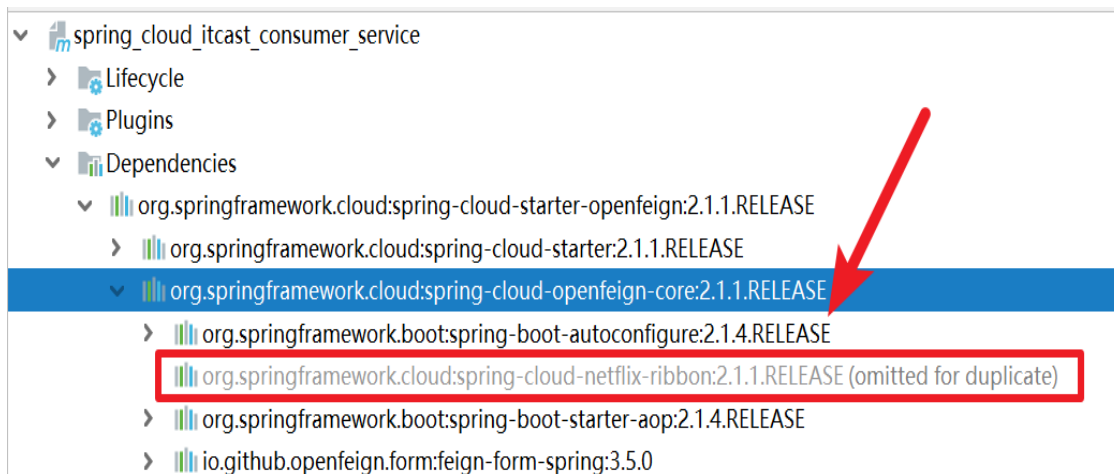 spring_cloud_itcast_consumer_service
Lifecycle
Plugins
Dependencies
org.springframework.cloud:spring-cloud-starter-openfeign:2.1.1.RELEASE
org.springframework.cloud:spring-cloud-starter:2.1.1.RELEASE
org.springframework.cloud:spring-cloud-openfeign-core:2.1.1.RELEASE
org.springframework.boot:spring-boot-autoconfigure:2.1.4.RELEASE
org.springframework.cloud:spring-cloud-netflix-ribbon:2.1.1.RELEASE (omitted for duplicate)
org.springframework.boot:spring-boot-starter-aop:2.1.4.RELEASE
io.github.openfeign.form:feign-form-spring:3.5.0